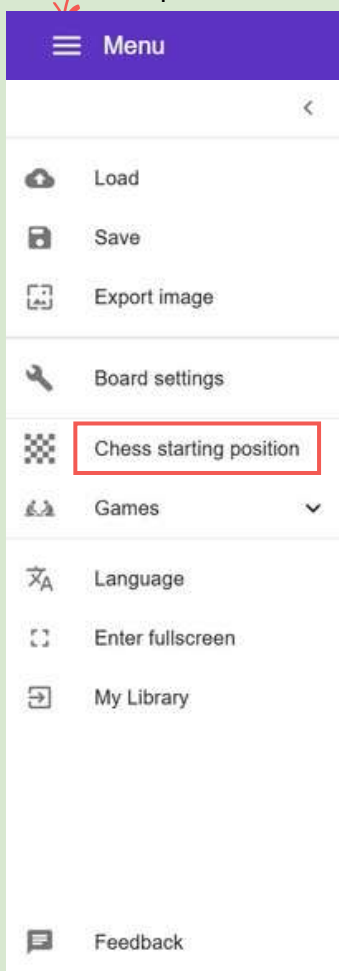 Menu
Load
Save
Export image
Board settings
Chess starting position
Games
Language
Enter fullscreen
My Library
Feedback